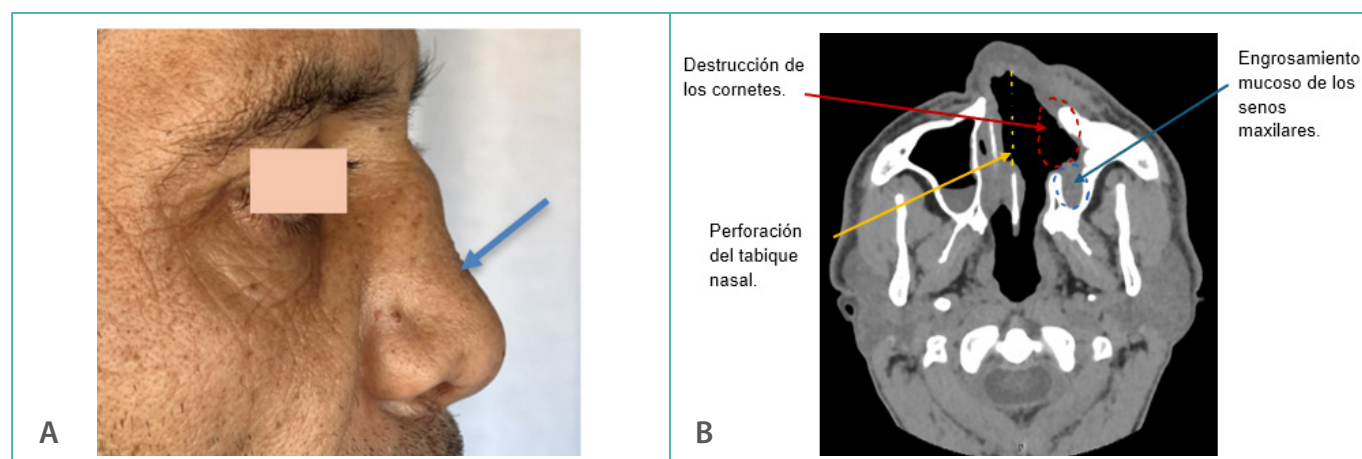 A
B
Destrucción de
los cornetes.
Perforación
del tabique
nasal.
Engrosamiento
mucoso de los
senos
maxilares.